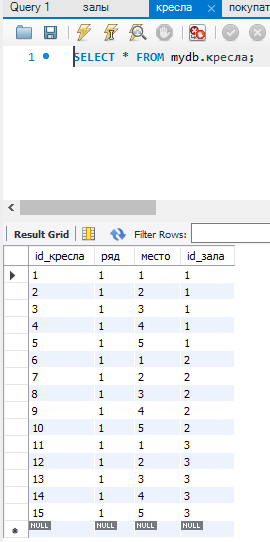 Query 1 залы кресла покупат
1 SELECT * FROM mydb.кресла;
Result Grid Filter Rows:
id_кресла ряд место id_зала
1 1 1 1
2 1 2 1
3 1 3 1
4 1 4 1
5 1 5 1
6 1 1 2
7 1 2 2
8 1 3 2
9 1 4 2
10 1 5 2
11 1 1 3
12 1 2 3
13 1 3 3
14 1 4 3
15 1 5 3
NULL NULL NULL NULL